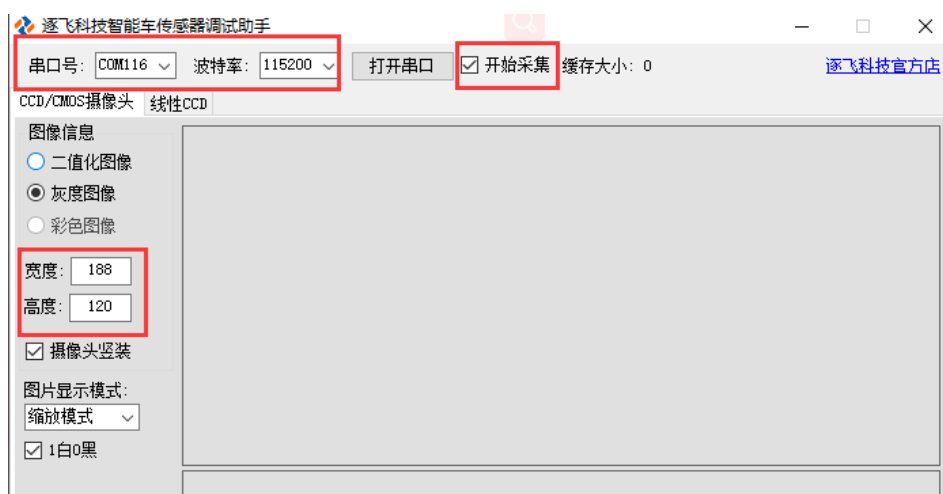 逐飞科技智能车传感器调试助手
串口号: COM116 波特率: 115200 打开串口 开始采集 缓存大小: 0 逐飞科技官方店
CCD/CMOS摄像头 线性CCD
图像信息
二值化图像
灰度图像
彩色图像
宽度: 188
高度: 120
摄像头竖装
图片显示模式:
缩放模式
1白0黑